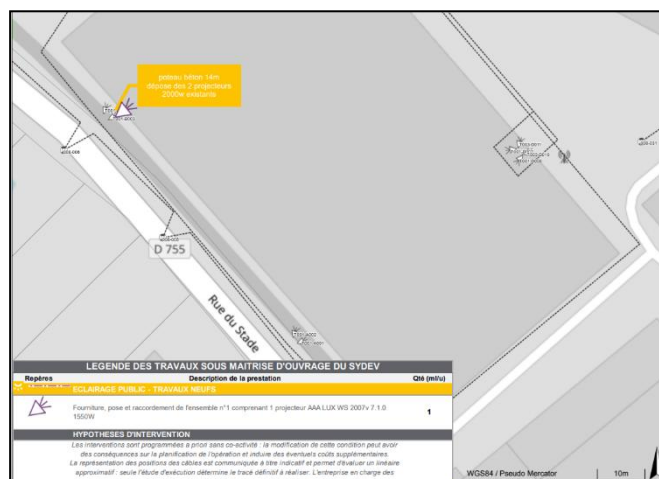 poteau béton 14m
dépose des 2 projecteurs
2000w existants
D 755
Rue du Stade
LEGENDE DES TRAVAUX SOUS MAITRISE D'OUVRAGE DU SYDEV
Repères Description de la prestation Qté (ml/u)
ECLAIRAGE PUBLIC - TRAVAUX NEUFS
Fourniture, pose et raccordement de l'ensemble n°1 comprenant 1 projecteur AAA LUX WS 2007v 7.1.0
1550W
1
HYPOTHESES D'INTERVENTION
Les interventions sont programmées a priori sans co-activité : la modification de cette condition peut avoir
des conséquences sur la planification de l'opération et induire des éventuels coûts supplémentaires.
La représentation des positions des câbles est communiquée à titre indicatif et permet d'évaluer un linéaire
approximatif : seule l'étude d'exécution détermine le tracé définitif à réaliser. L'entreprise en charge des
WGS84 / Pseudo Mercator 10m